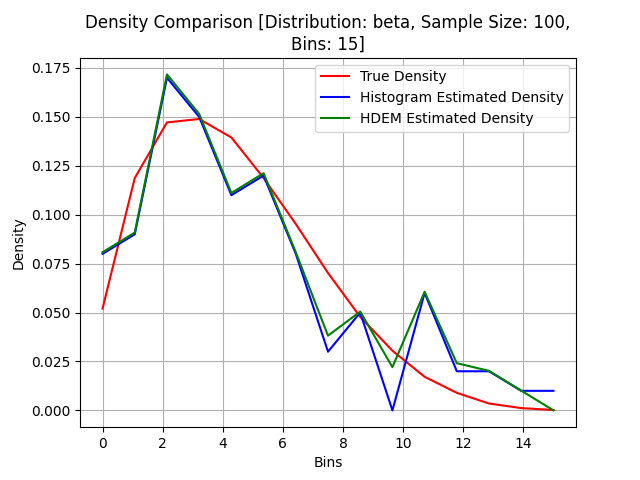 Density Comparison [Distribution: beta, Sample Size: 100,
Bins: 15]
True Density
Histogram Estimated Density
HDEM Estimated Density
Density
0.175
0.150
0.125
0.100
0.075
0.050
0.025
0.000
0 2 4 6 8 10 12 14
Bins